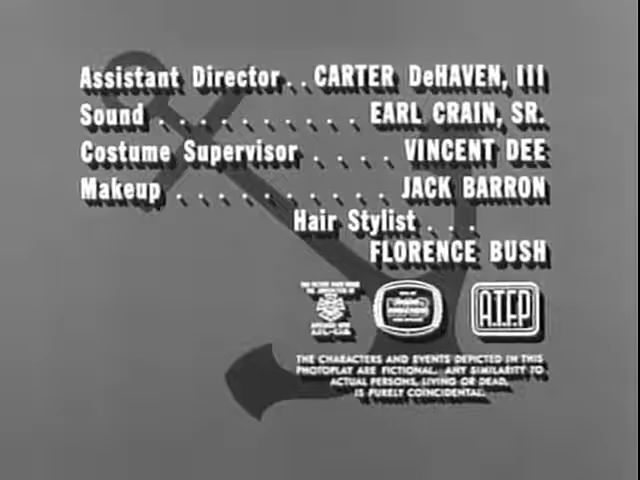 Assistant Director . . CARTER DeHAVEN, III
Sound . . . . . . . . . . EARL CRAIN, SR.
Costume Supervisor . . . . VINCENT DEE
Makeup . . . . . . . . . . JACK BARRON
Hair Stylist . . .
FLORENCE BUSH
A.T.F.P.
THE CHARACTERS AND EVENTS DEPICTED IN THIS
PHOTOPLAY ARE FICTIONAL. ANY SIMILARITY TO
ACTUAL PERSONS, LIVING OR DEAD,
IS PURELY COINCIDENTAL.